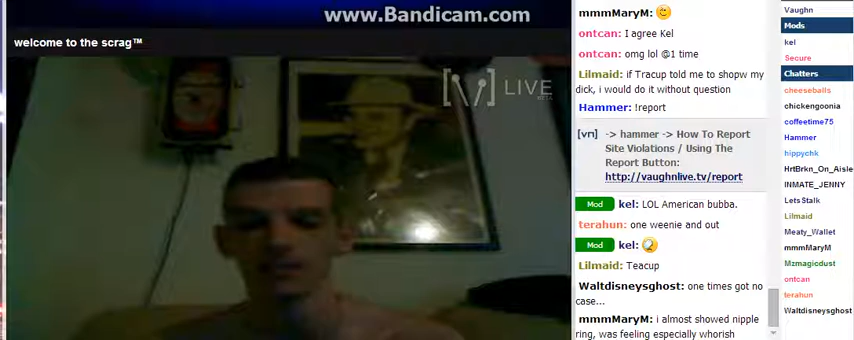 www.Bandicam.com
welcome to the scrag™
LIVE
BETA
mmmMaryM:
ontcan: I agree Kel
ontcan: omg lol @1 time
Lilmaid: if Tracup told me to shopw my
dick, i would do it without question
Hammer: !report
[vn] -> hammer -> How To Report
Site Violations / Using The
Report Button:
http://vaughnlive.tv/report
Mod kel: LOL American bubba.
terahun: one weenie and out
Mod kel:
Lilmaid: Teacup
Waltdisneysghost: one times got no
case...
mmmMaryM: i almost showed nipple
ring, was feeling especially whorish
Vaughn
Mods
kel
Secure
Chatters
cheeseballs
chickengoonia
coffeetime75
Hammer
hippychk
HrtBrkn_On_Aisle
INMATE_JENNY
LetsStalk
Lilmaid
Meaty_Wallet
mmmMaryM
Mzmagicdust
ontcan
terahun
Waltdisneysghost